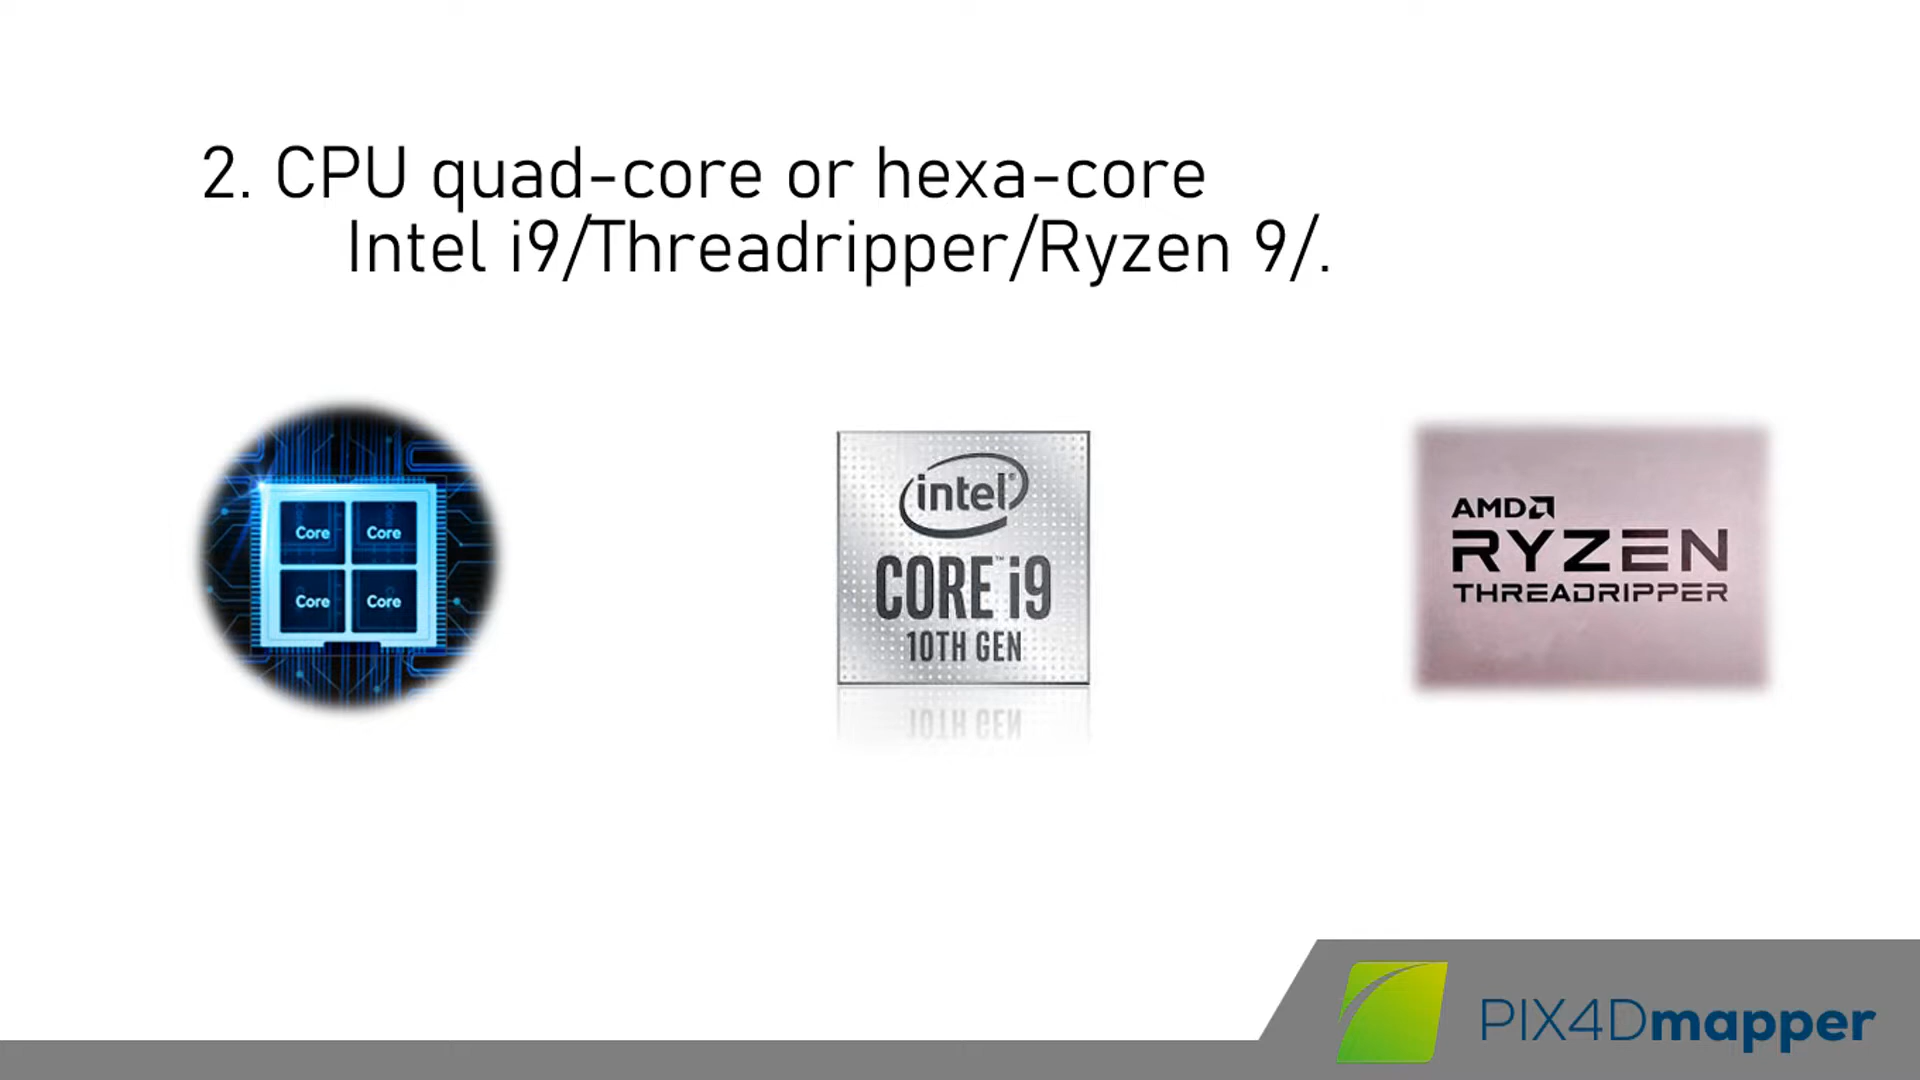 2. CPU quad-core or hexa-core
Intel i9/Threadripper/Ryzen 9/.
Core Core
Core Core
intel®
CORE™ i9
10TH GEN
10TH GEN
AMD
RYZEN
THREADRIPPER
PIX4Dmapper